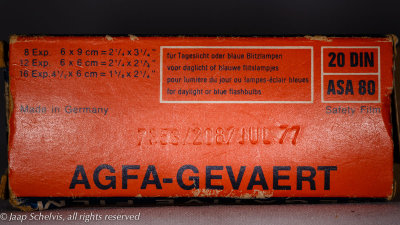 8 Exp. 6 x 9 cm = 2¹/₄ x 3¹/₄"
12 Exp. 6 x 6 cm = 2¹/₄ x 2¹/₄"
16 Exp. 4¹/₂ x 6 cm = 1⁵/₈ x 2¹/₄"
für Tageslicht oder blaue Blitzlampen
voor daglicht of blauwe flitslampjes
pour lumière du jour ou lampes-éclair bleues
for daylight or blue flashbulbs
20 DIN
ASA 80
Made in Germany
Safety Film
JUL 77
AGFA-GEVAERT
© Jaap Schelvis, all rights reserved